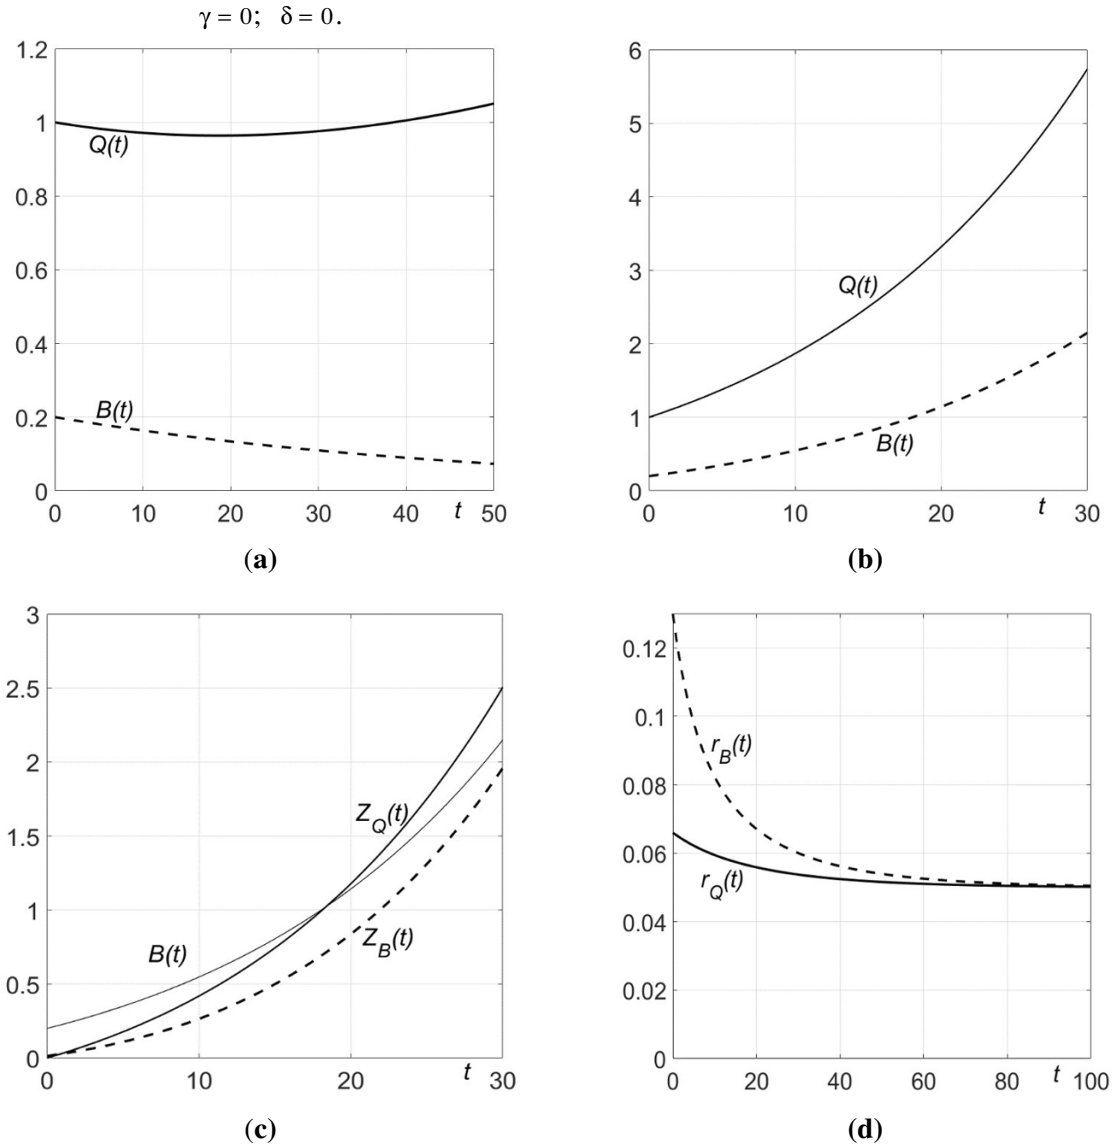 γ = 0; δ = 0.
1.2
1
0.8
0.6
0.4
0.2
0
Q(t)
B(t)
0 10 20 30 40 t 50
(a)
6
5
4
3
2
1
0
Q(t)
B(t)
0 10 20 t 30
(b)
3
2.5
2
1.5
1
0.5
0
Z_Q(t)
B(t)
Z_B(t)
0 10 20 t 30
(c)
0.12
0.1
0.08
0.06
0.04
0.02
0
r_B(t)
r_Q(t)
0 20 40 60 80 t 100
(d)